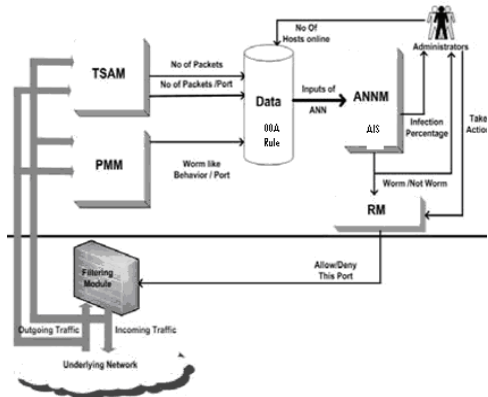 No Of
Hosts online
Administrators
TSAM
No of Packets
No of Packets /Port
Data
OOA
Rule
Inputs of
ANN
ANNM
AIS
Infection
Percentage
Take
Action
PMM
Worm like
Behavior / Port
Worm /Not Worm
RM
Filtering
Module
Allow/Deny
This Port
Outgoing Traffic
Incoming Traffic
Underlying Network